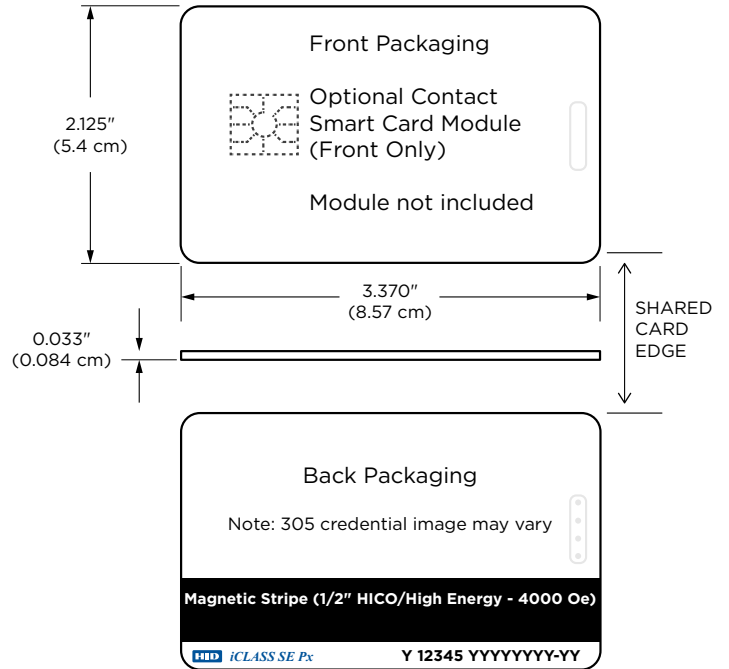 Front Packaging
Optional Contact
Smart Card Module
(Front Only)
Module not included
2.125"
(5.4 cm)
3.370"
(8.57 cm)
SHARED
CARD
EDGE
0.033"
(0.084 cm)
Back Packaging
Note: 305 credential image may vary
Magnetic Stripe (1/2" HICO/High Energy - 4000 Oe)
HID iCLASS SE Px Y 12345 YYYYYYYY-YY